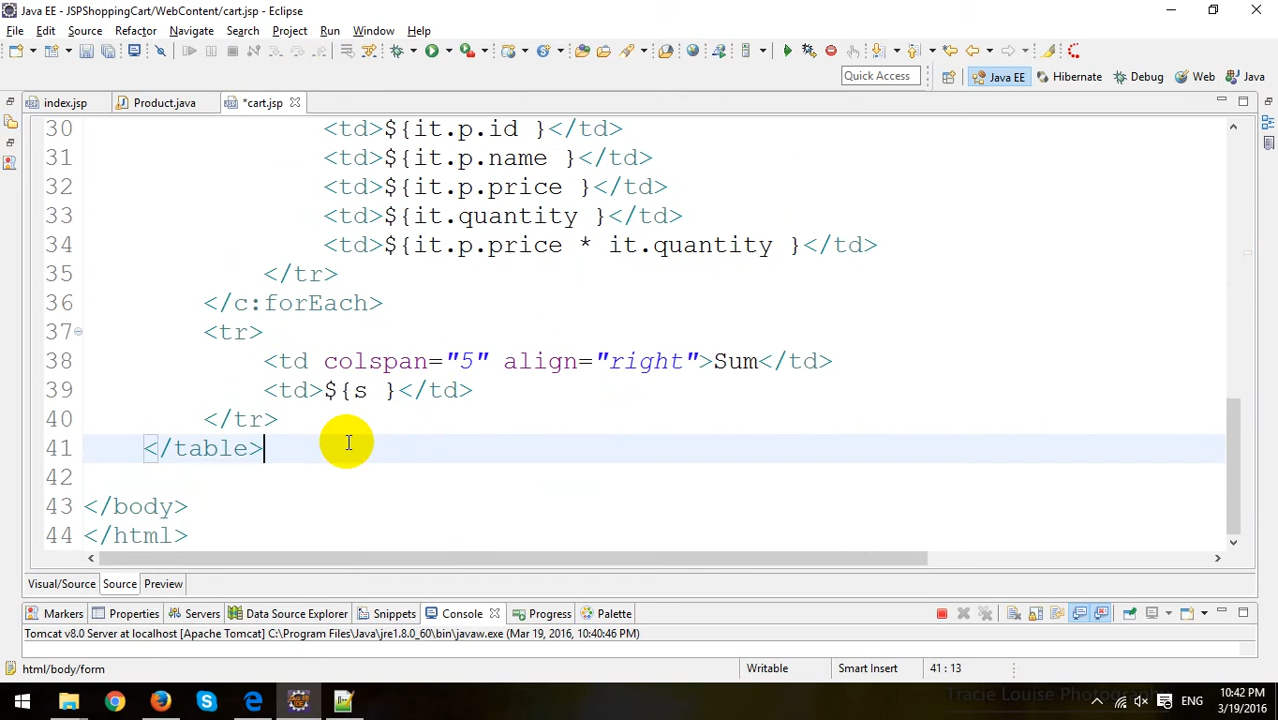 Java EE - JSPShoppingCart/WebContent/cart.jsp - Eclipse
File Edit Source Refactor Navigate Search Project Run Window Help
Quick Access Java EE Hibernate Debug Web Java
index.jsp Product.java *cart.jsp
30 <td>${it.p.id }</td>
31 <td>${it.p.name }</td>
32 <td>${it.p.price }</td>
33 <td>${it.quantity }</td>
34 <td>${it.p.price * it.quantity }</td>
35 </tr>
36 </c:forEach>
37 <tr>
38 <td colspan="5" align="right">Sum</td>
39 <td>${s }</td>
40 </tr>
41 </table>
42
43 </body>
44 </html>
Visual/Source Source Preview
Markers Properties Servers Data Source Explorer Snippets Console Progress Palette
Tomcat v8.0 Server at localhost [Apache Tomcat] C:\Program Files\Java\jre1.8.0_60\bin\javaw.exe (Mar 19, 2016, 10:40:46 PM)
html/body/form Writable Smart Insert 41 : 13
Tracie Louise Photography
ENG 10:42 PM
3/19/2016